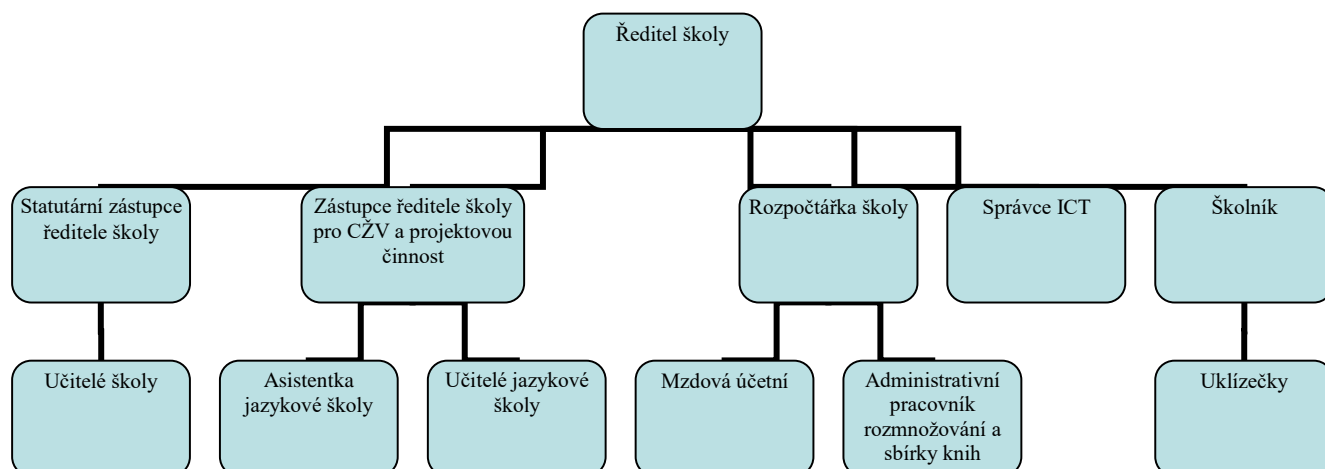 Ředitel školy
Statutární zástupce
ředitele školy
Zástupce ředitele školy
pro CŽV a projektovou
činnost
Rozpočtářka školy
Správce ICT
Školník
Učitelé školy
Asistentka
jazykové školy
Učitelé jazykové
školy
Mzdová účetní
Administrativní
pracovník
rozmnožování a
sbírky knih
Uklízečky